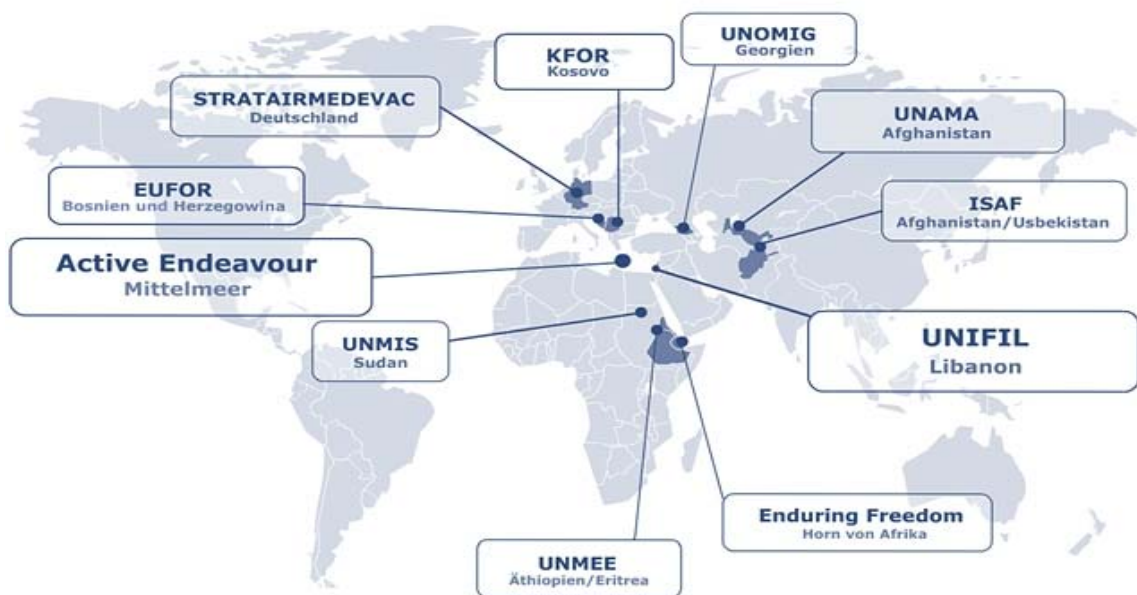 UNOMIG
Georgien
KFOR
Kosovo
STRATAIRMEDEVAC
Deutschland
UNAMA
Afghanistan
EUFOR
Bosnien und Herzegowina
ISAF
Afghanistan/Usbekistan
Active Endeavour
Mittelmeer
UNMIS
Sudan
UNIFIL
Libanon
Enduring Freedom
Horn von Afrika
UNMEE
Äthiopien/Eritrea